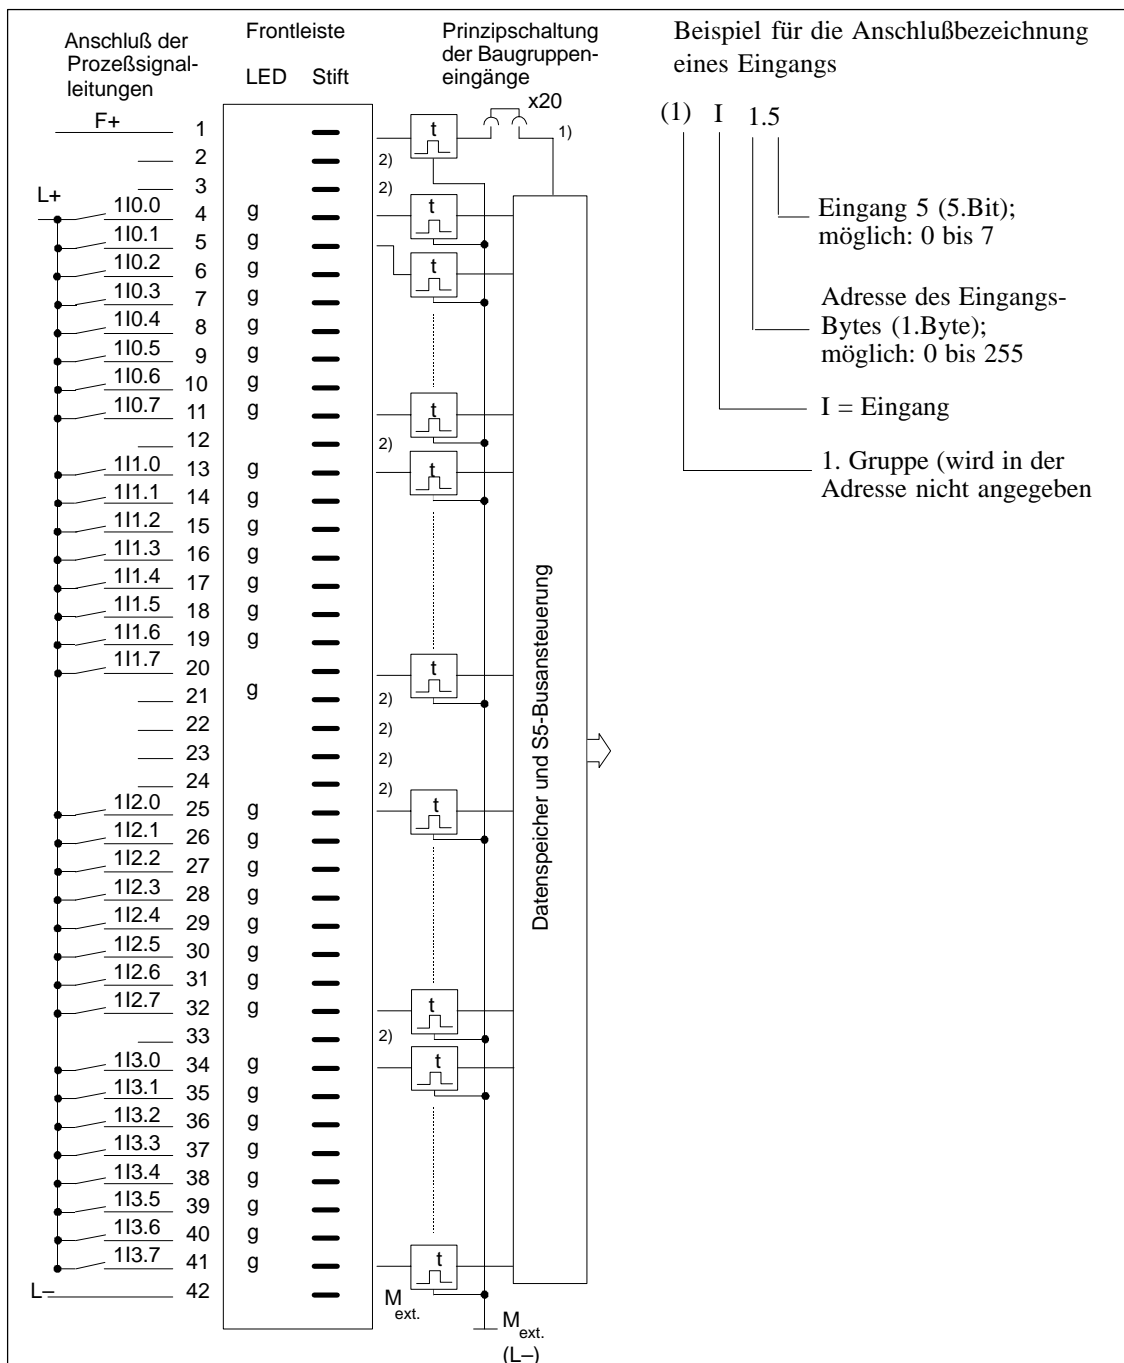 Anschluß der
Prozeßsignal-
leitungen
Frontleiste
LED Stift
Prinzipschaltung
der Baugruppen-
eingänge
x20
1)
Beispiel für die Anschlußbezeichnung
eines Eingangs
(1) I 1.5
Eingang 5 (5.Bit);
möglich: 0 bis 7
Adresse des Eingangs-
Bytes (1.Byte);
möglich: 0 bis 255
I = Eingang
1. Gruppe (wird in der
Adresse nicht angegeben
F+ 1 t
2 2)
3 2)
L+
1I0.0 4 g t
1I0.1 5 g
1I0.2 6 g t
1I0.3 7 g
1I0.4 8 g
1I0.5 9 g
1I0.6 10 g
1I0.7 11 g t
12 2)
1I1.0 13 g t
1I1.1 14 g
1I1.2 15 g
1I1.3 16 g
1I1.4 17 g
1I1.5 18 g
1I1.6 19 g
1I1.7 20 t
21 g 2)
22 2)
23 2)
24 2)
1I2.0 25 g t
1I2.1 26 g
1I2.2 27 g
1I2.3 28 g
1I2.4 29 g
1I2.5 30 g
1I2.6 31 g
1I2.7 32 g t
33 2)
1I3.0 34 g t
1I3.1 35 g
1I3.2 36 g
1I3.3 37 g
1I3.4 38 g
1I3.5 39 g
1I3.6 40 g
1I3.7 41 g t
L– 42 M ext.
M ext.
(L–)
Datenspeicher und S5-Busansteuerung